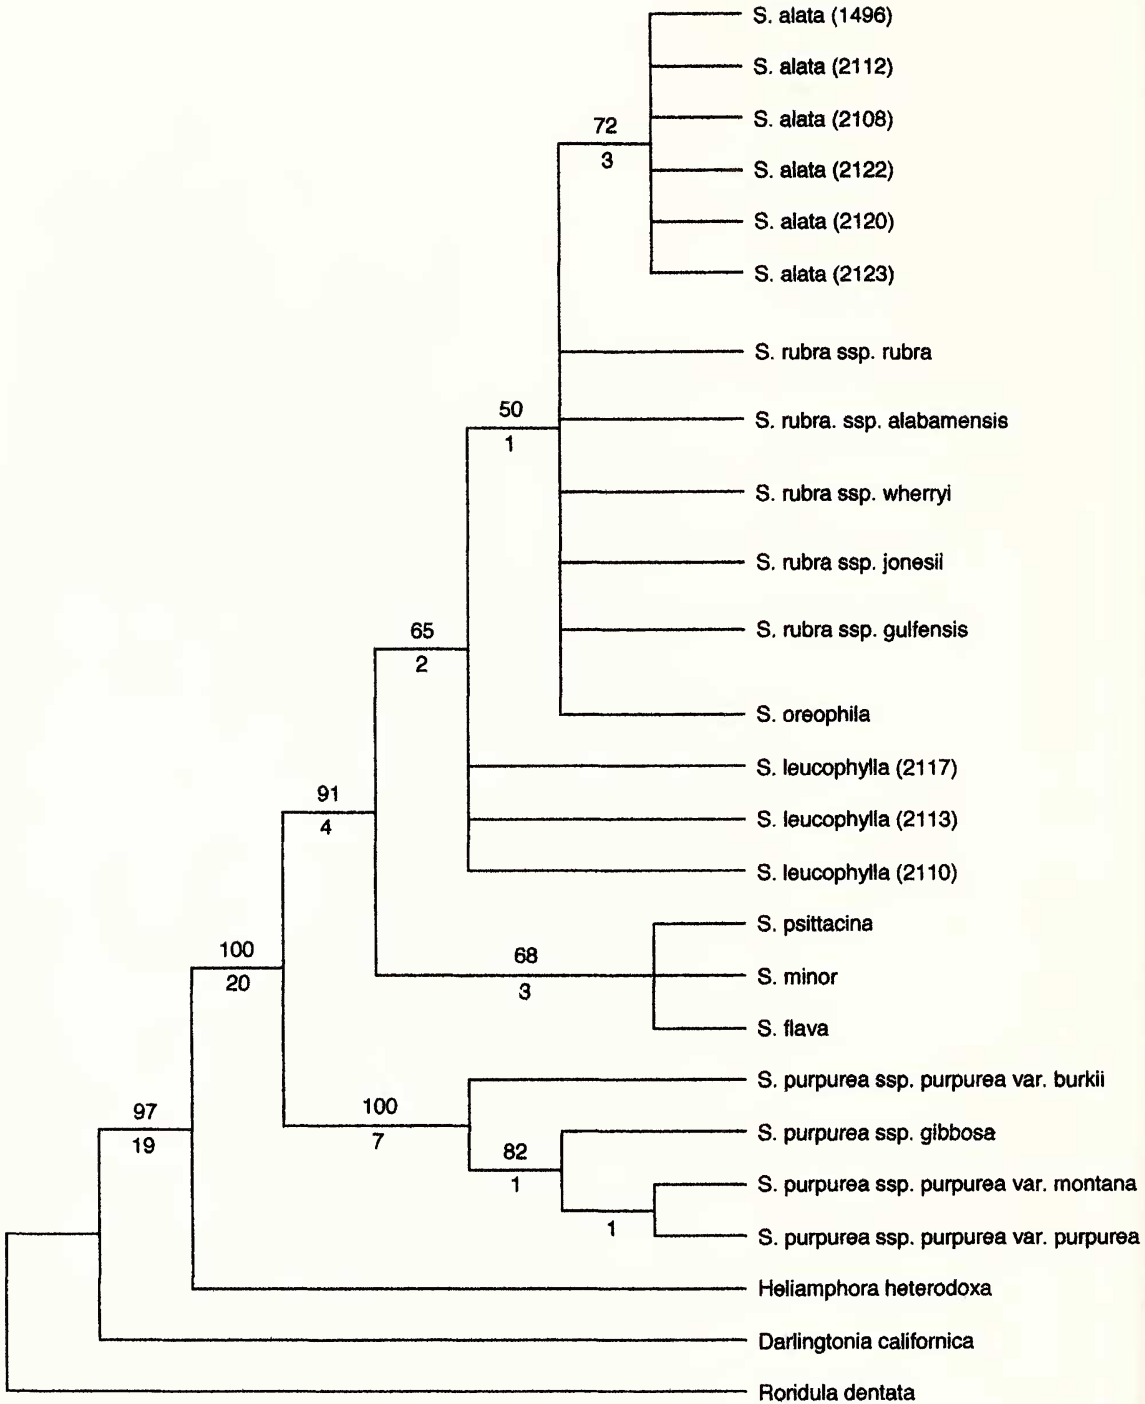 S. alata (1496)
S. alata (2112)
S. alata (2108)
72
3
S. alata (2122)
S. alata (2120)
S. alata (2123)
S. rubra ssp. rubra
50
1
S. rubra. ssp. alabamensis
S. rubra ssp. wherryi
S. rubra ssp. jonesii
S. rubra ssp. gulfensis
65
2
S. oreophila
S. leucophylla (2117)
91
4
S. leucophylla (2113)
S. leucophylla (2110)
S. psittacina
100
20
68
3
S. minor
S. flava
S. purpurea ssp. purpurea var. burkii
97
19
100
7
S. purpurea ssp. gibbosa
82
1
S. purpurea ssp. purpurea var. montana
1
S. purpurea ssp. purpurea var. purpurea
Heliamphora heterodoxa
Darlingtonia californica
Roridula dentata